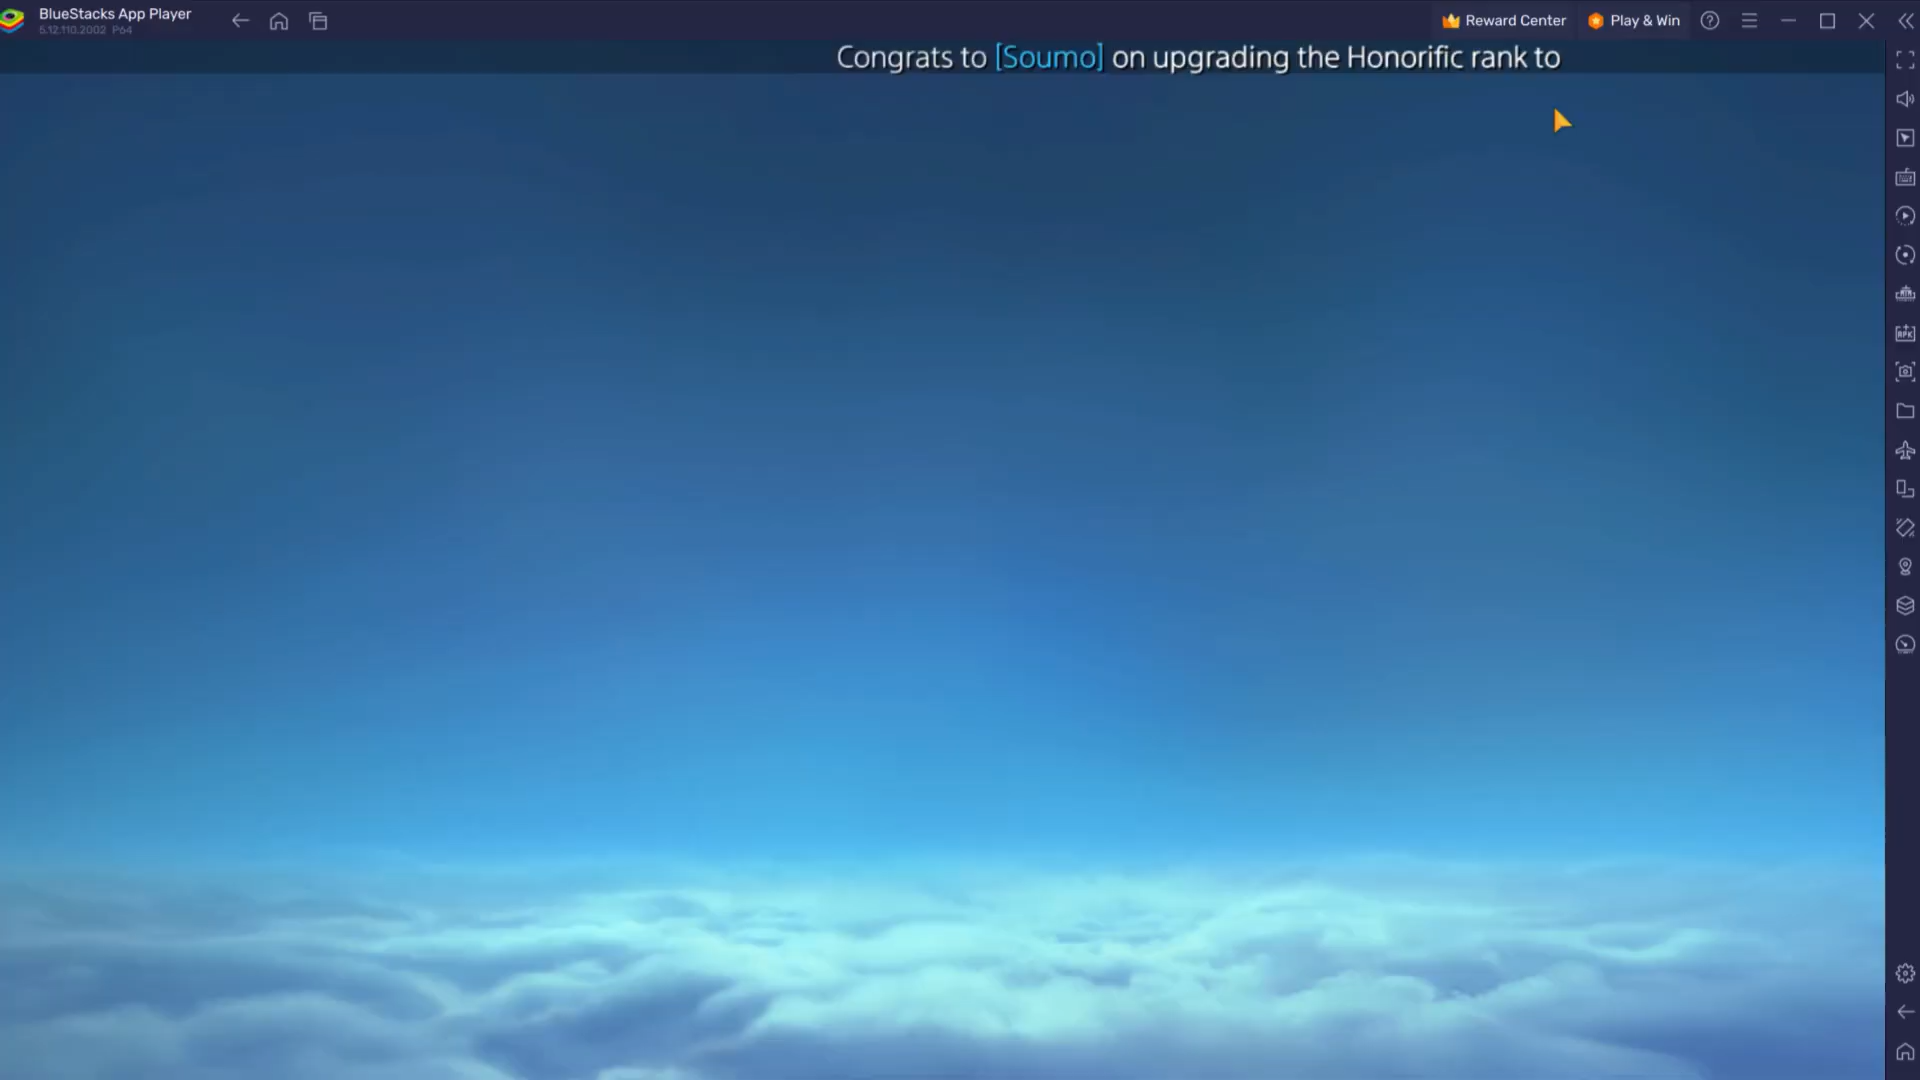 BlueStacks App Player
5.12.110.2002 P64
Reward Center
Play & Win
Congrats to [Soumo] on upgrading the Honorific rank to